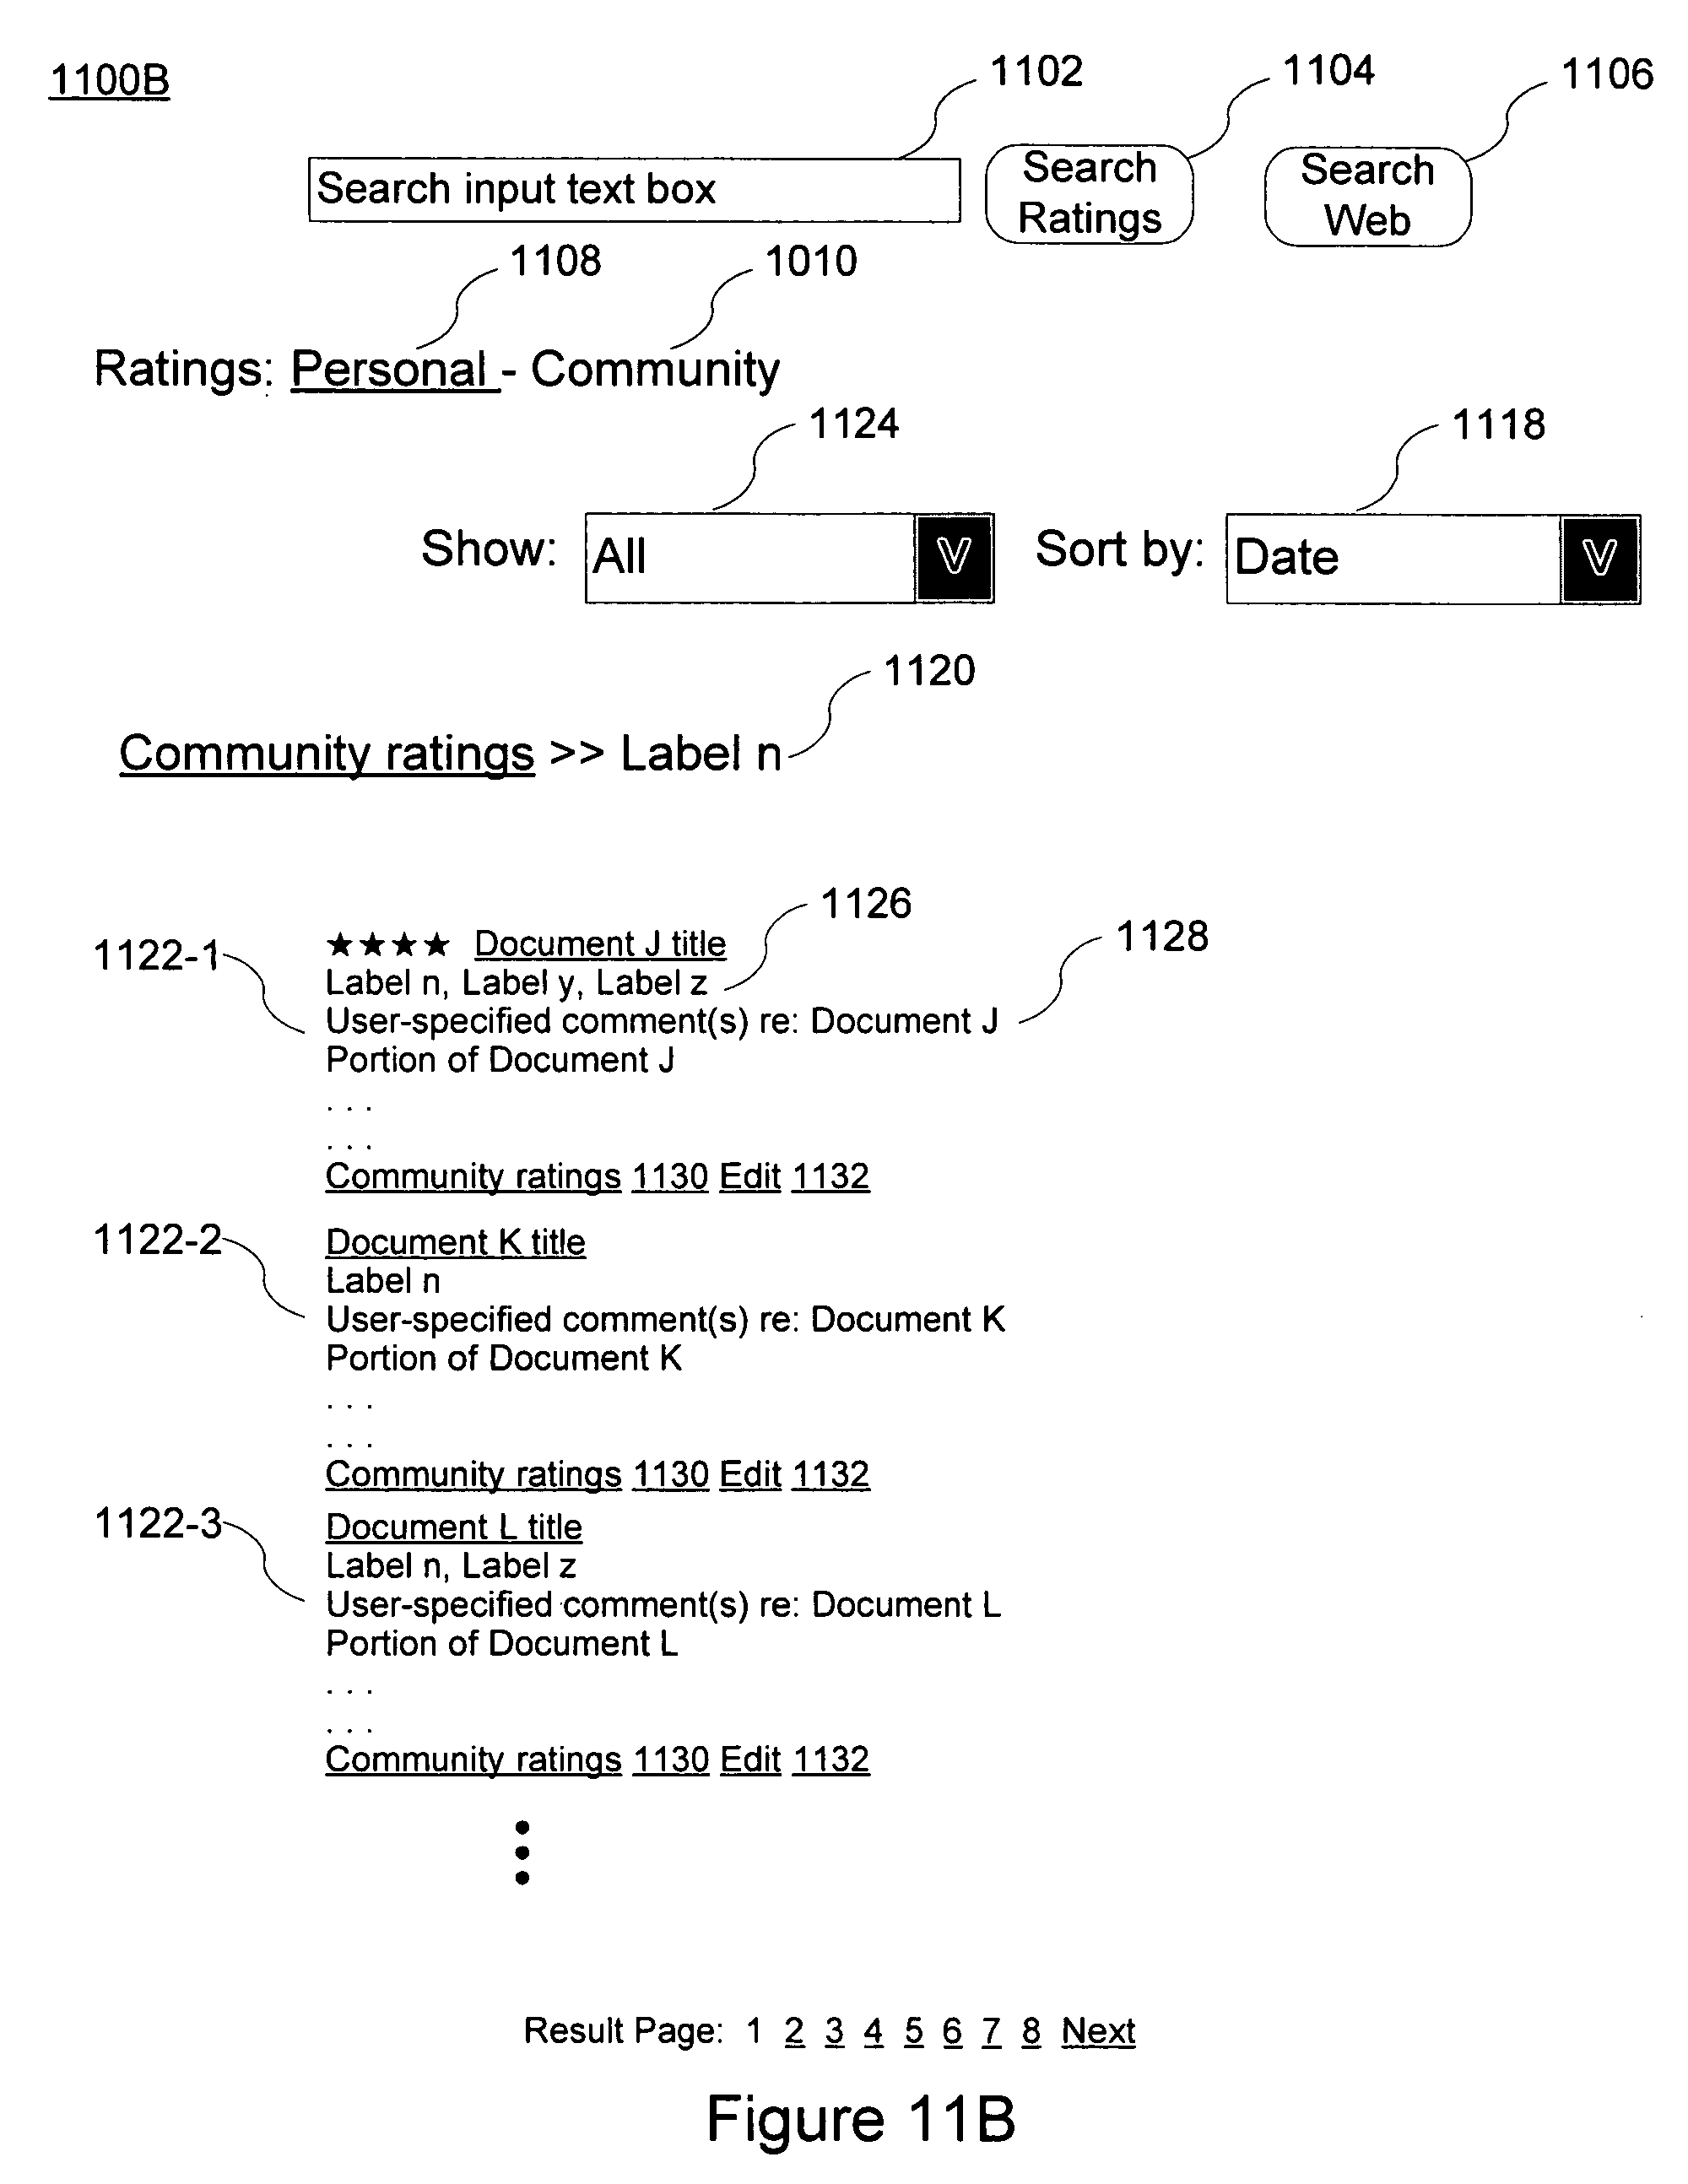 1100B
1102
1104
1106
Search input text box
Search
Ratings
Search
Web
1108
1010
Ratings: Personal - Community
1124
1118
Show:
All
V
Sort by:
Date
V
1120
Community ratings >> Label n
1126
1128
1122-1
★★★★ Document J title
Label n, Label y, Label z
User-specified comment(s) re: Document J
Portion of Document J
. . .
. . .
Community ratings 1130 Edit 1132
1122-2
Document K title
Label n
User-specified comment(s) re: Document K
Portion of Document K
. . .
. . .
Community ratings 1130 Edit 1132
1122-3
Document L title
Label n, Label z
User-specified comment(s) re: Document L
Portion of Document L
. . .
. . .
Community ratings 1130 Edit 1132
Result Page: 1 2 3 4 5 6 7 8 Next
Figure 11B